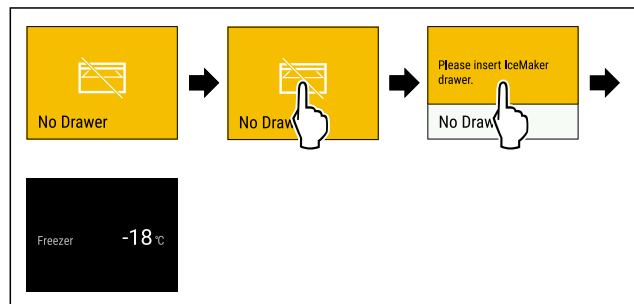 No Drawer
No Draw
Please insert IceMaker
drawer.
No Draw
Freezer -18 °C